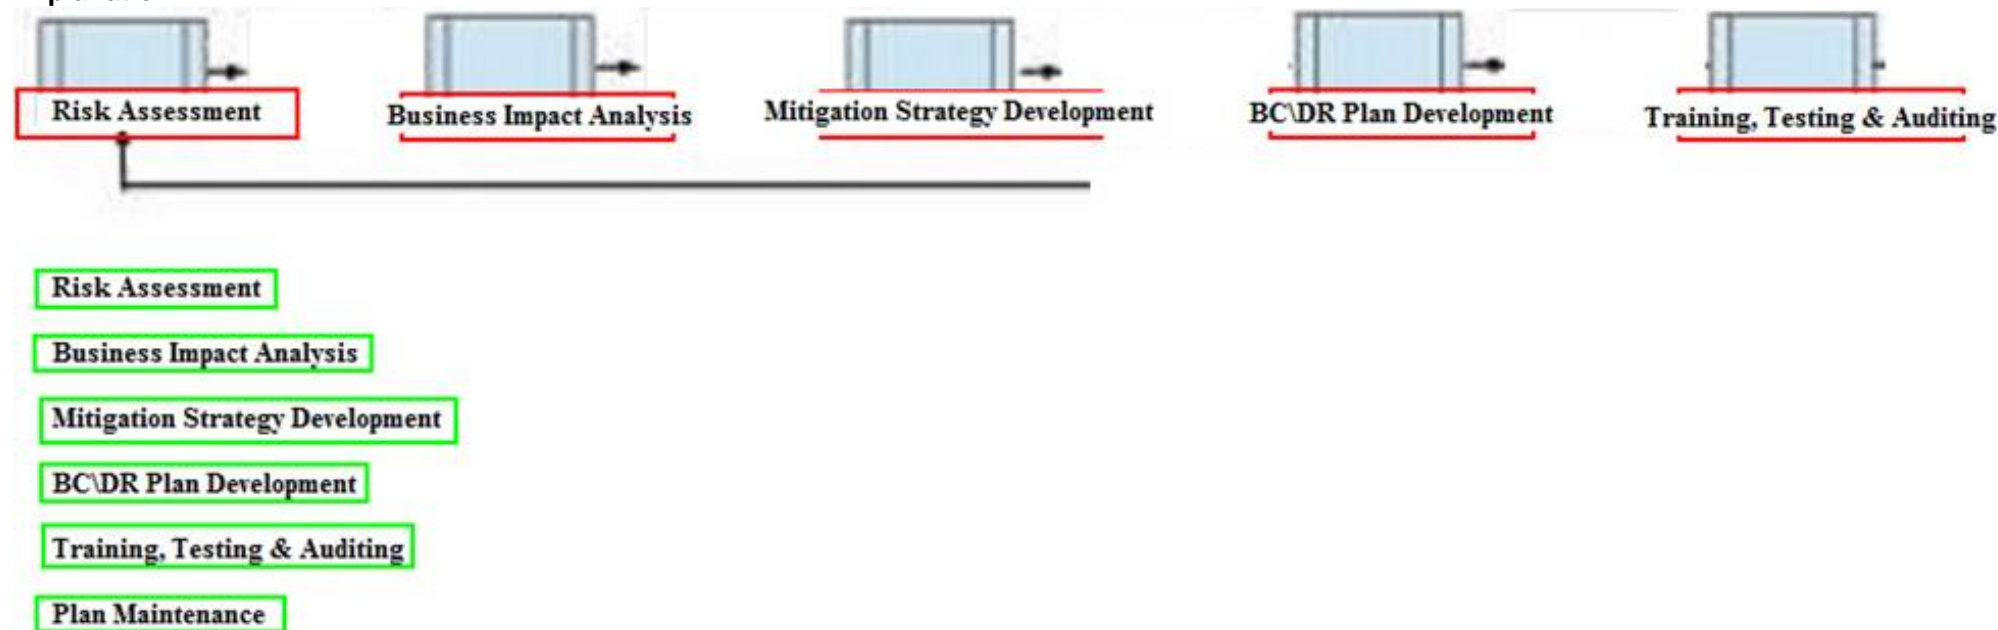 Risk Assessment
Business Impact Analysis
Mitigation Strategy Development
BC\DR Plan Development
Training, Testing & Auditing
Risk Assessment
Business Impact Analysis
Mitigation Strategy Development
BC\DR Plan Development
Training, Testing & Auditing
Plan Maintenance